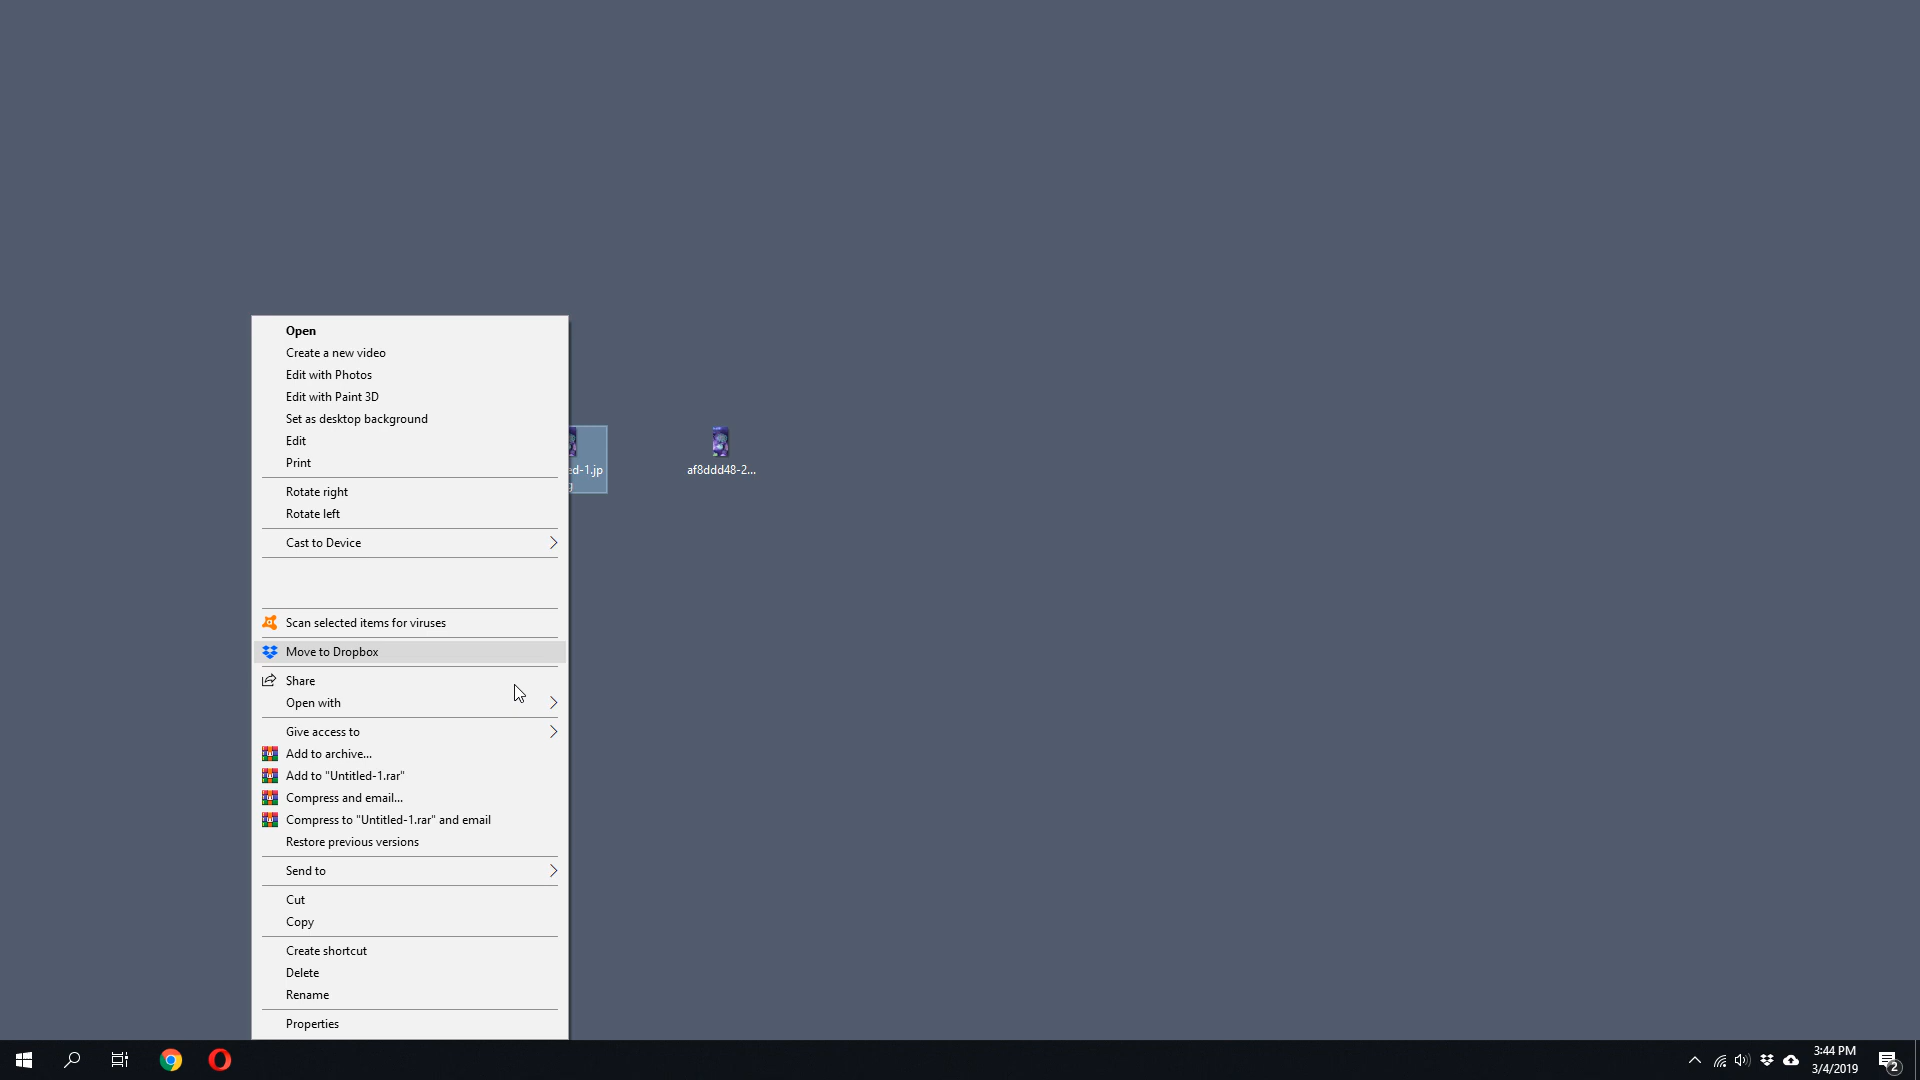 Open
Create a new video
Edit with Photos
Edit with Paint 3D
Set as desktop background
Edit
Print
Rotate right
Rotate left
Cast to Device
Scan selected items for viruses
Move to Dropbox
Share
Open with
Give access to
Add to archive...
Add to "Untitled-1.rar"
Compress and email...
Compress to "Untitled-1.rar" and email
Restore previous versions
Send to
Cut
Copy
Create shortcut
Delete
Rename
Properties
ed-1.jp
g
af8ddd48-2...
3:44 PM
3/4/2019
2